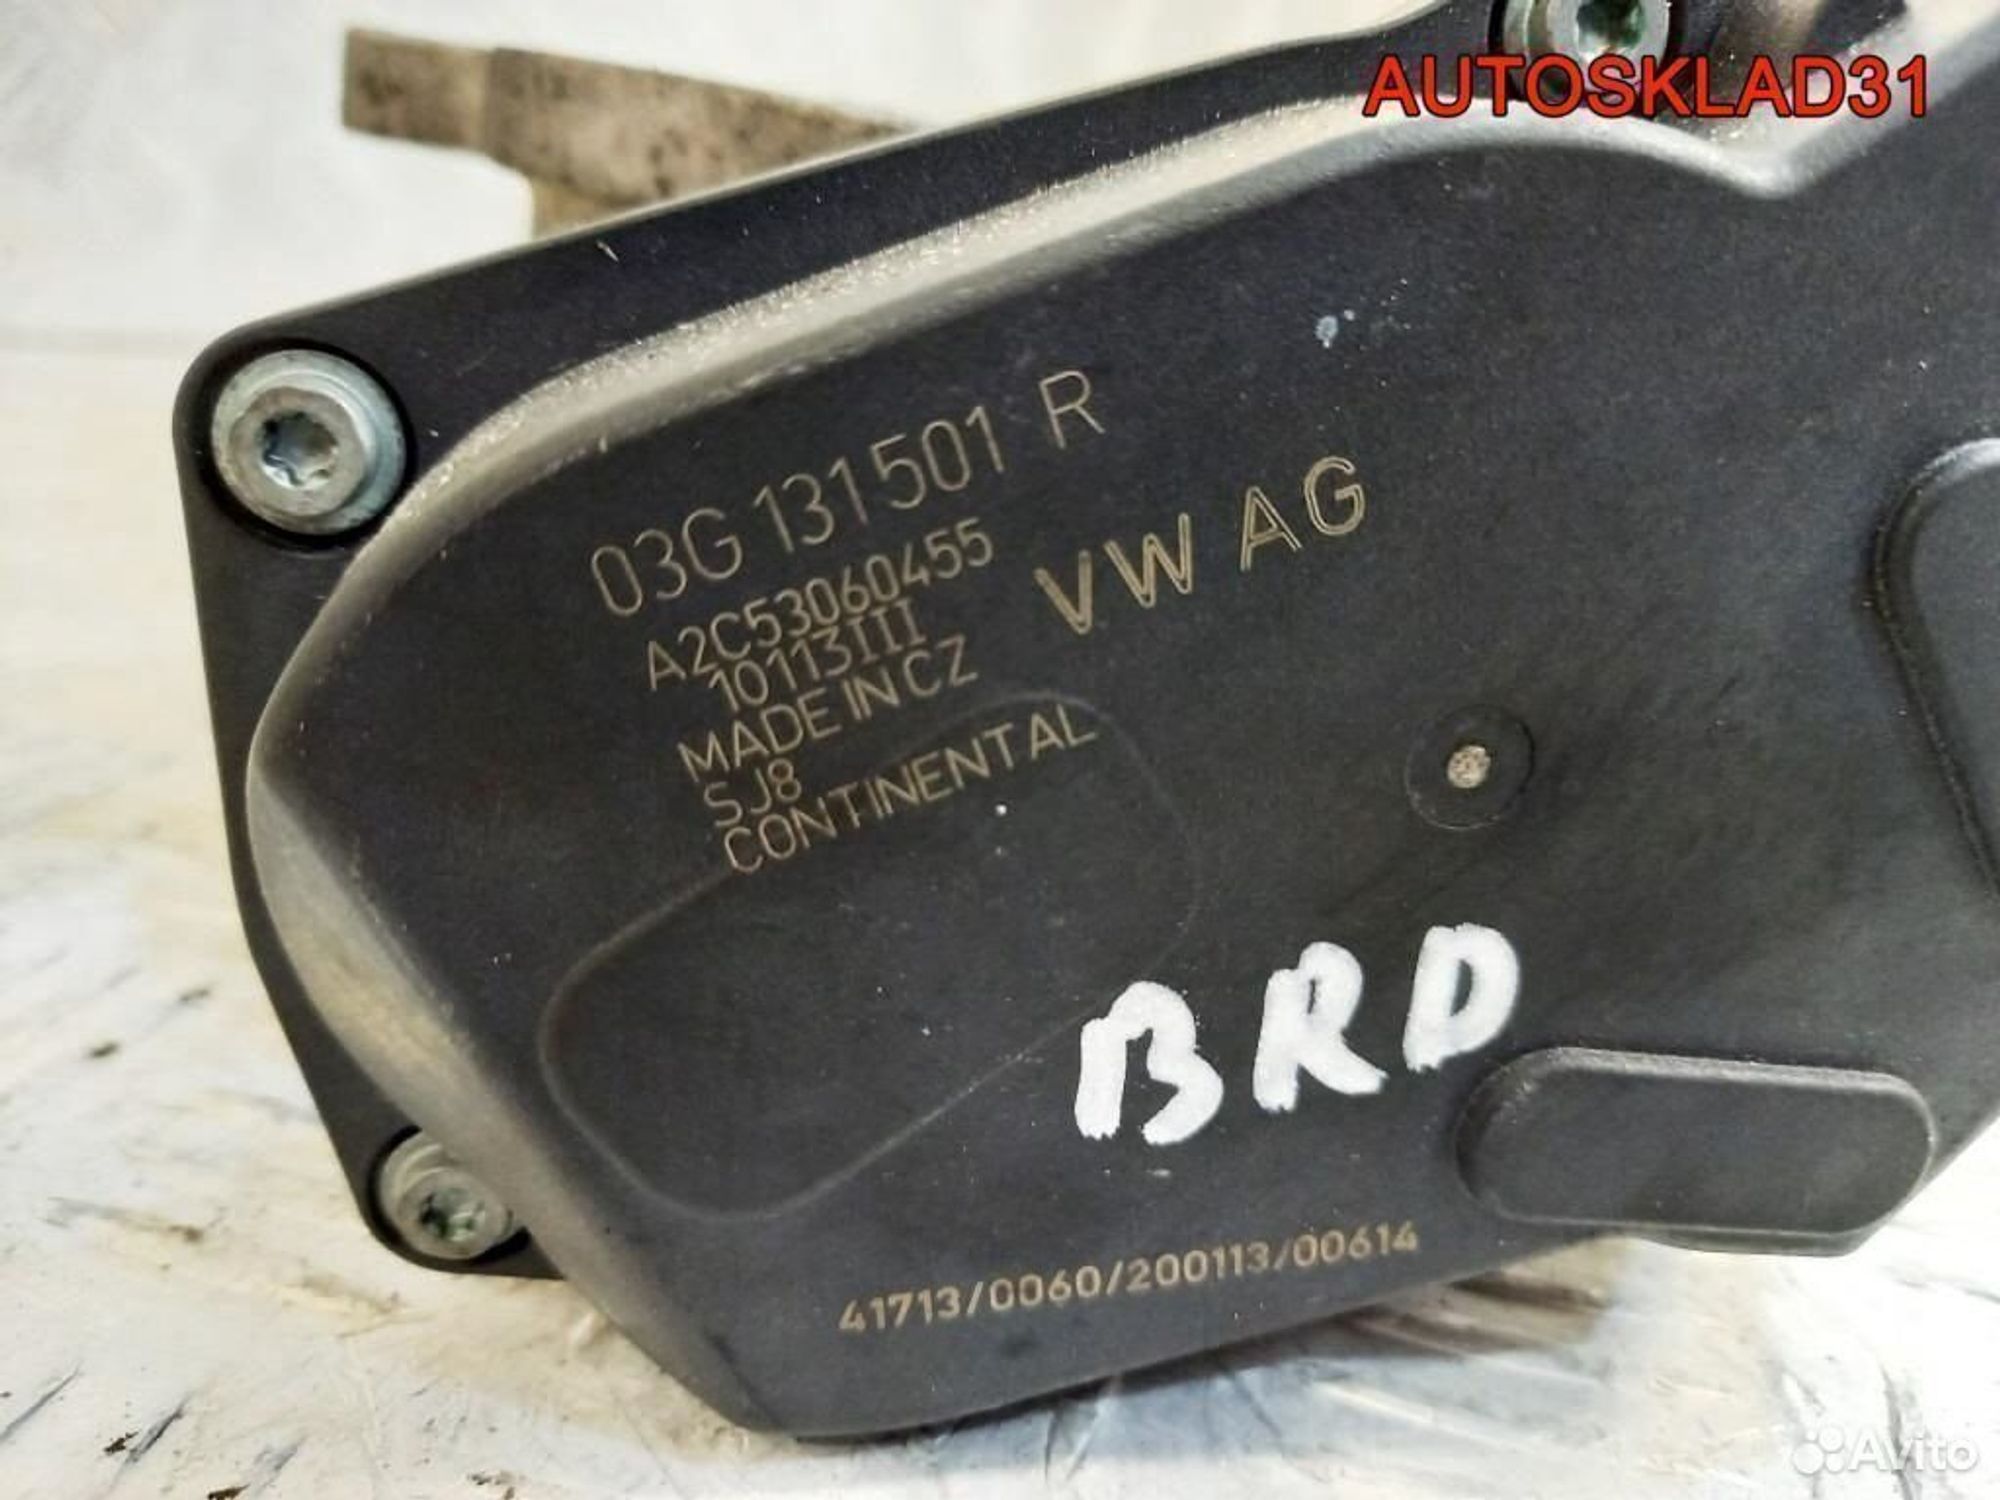 AUTOSKLAD31
03G 131 501 R
VW AG
A2C53060455
10113III
MADE IN CZ
SJ8
CONTINENTAL
BRD
41713/0060/200113/00614
Avito